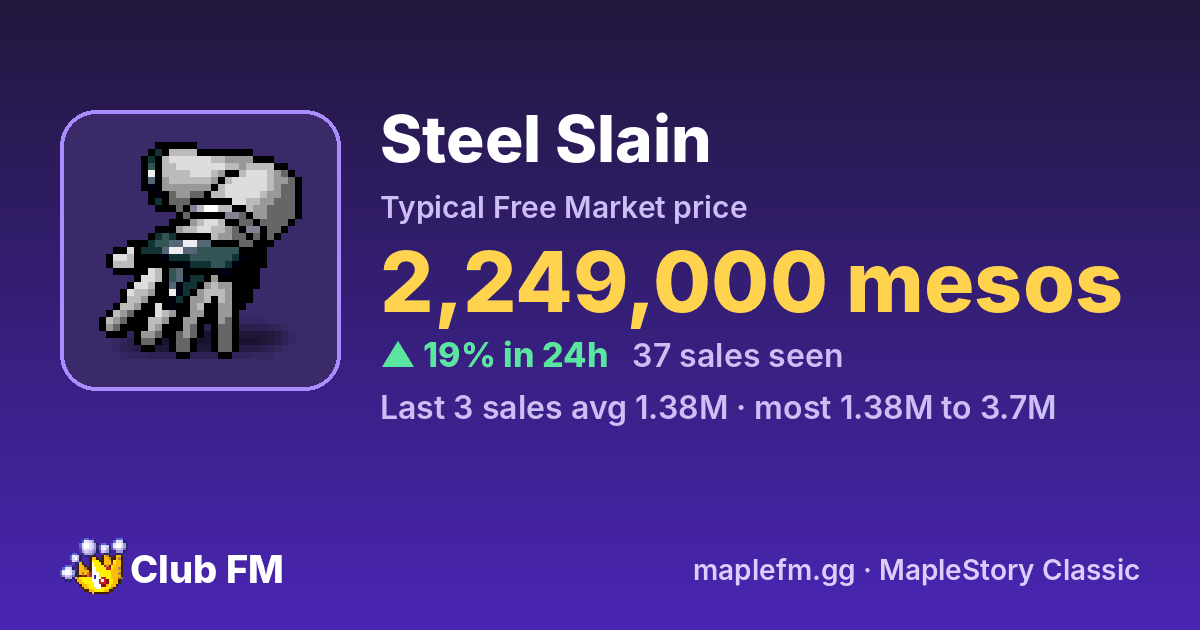 Steel Slain
Typical Free Market price
2,249,000 mesos
▲ 19% in 24h 37 sales seen
Last 3 sales avg 1.38M · most 1.38M to 3.7M
Club FM
maplefm.gg · MapleStory Classic